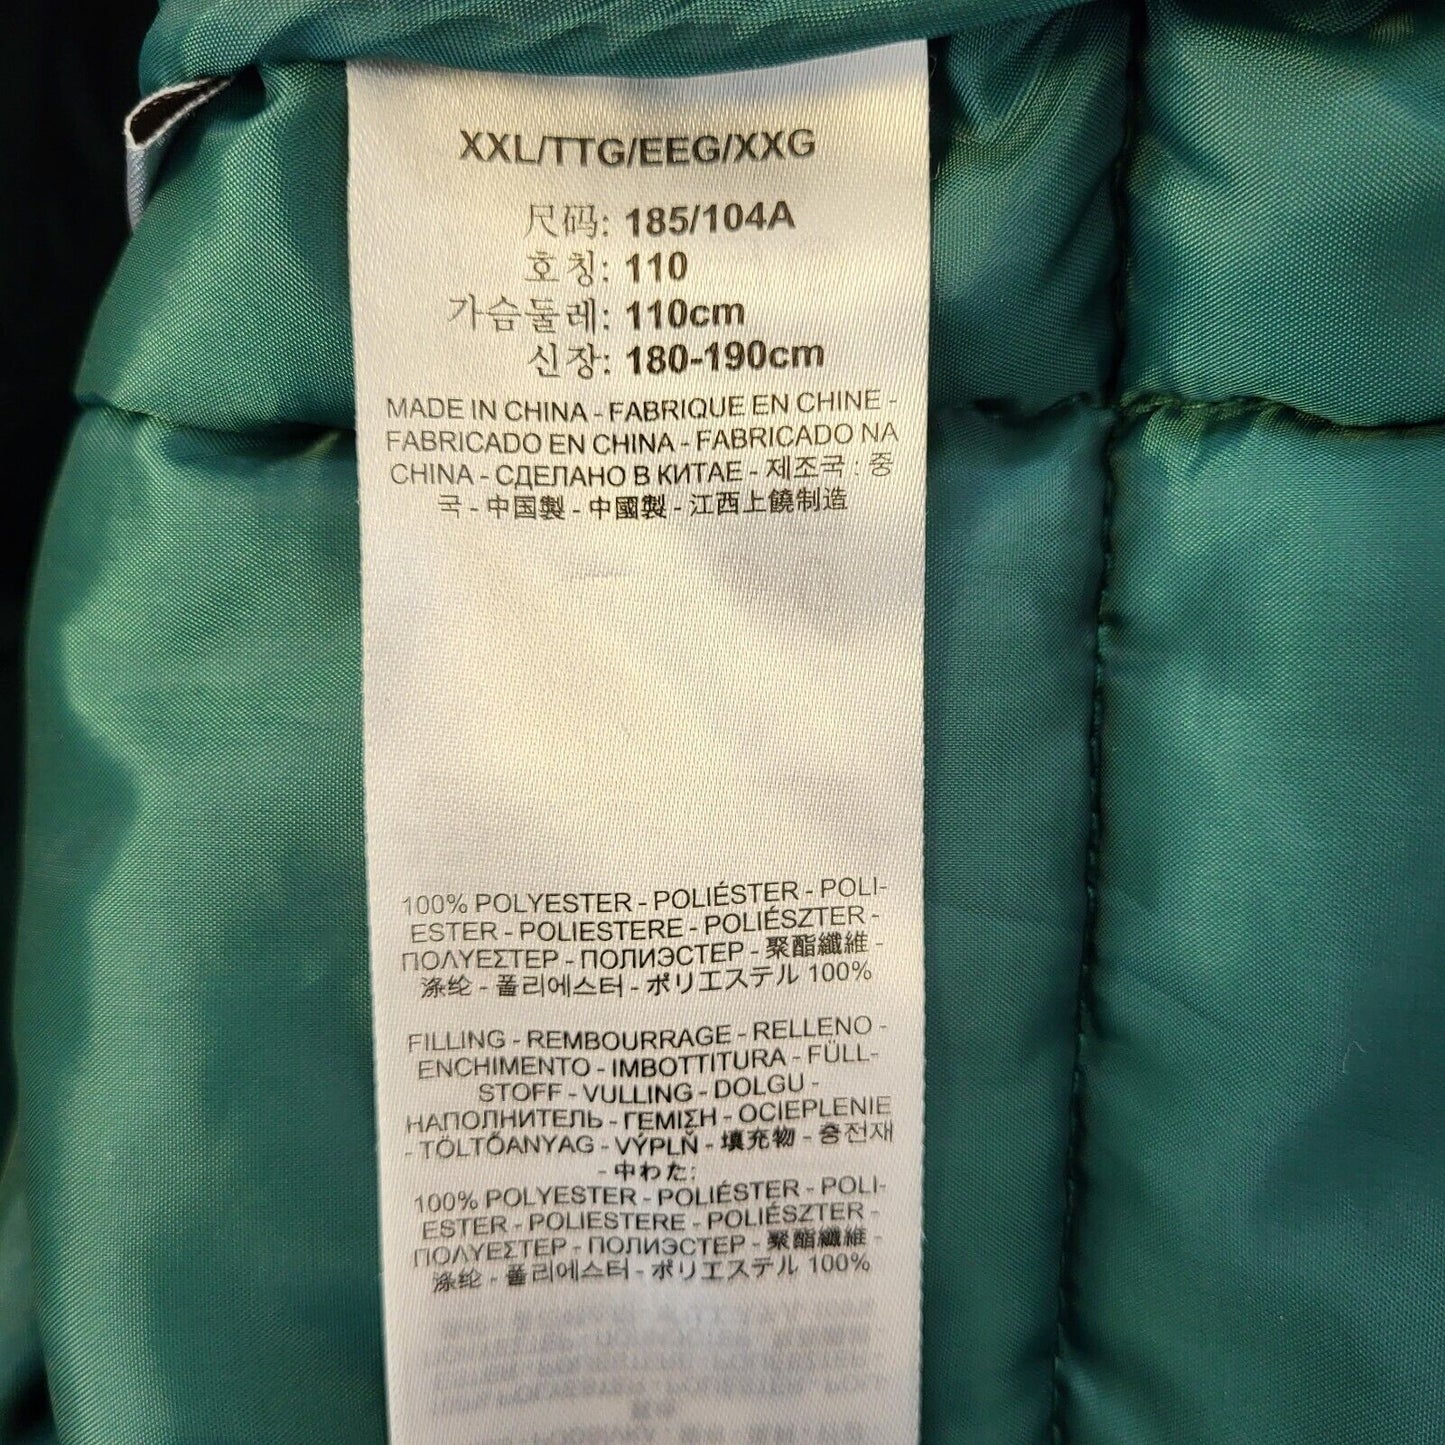 XXL/TTG/EEG/XXG
尺码: 185/104A
호칭: 110
가슴둘레: 110cm
신장: 180-190cm
MADE IN CHINA - FABRIQUE EN CHINE -
FABRICADO EN CHINA - FABRICADO NA
CHINA - СДЕЛАНО В КИТАЕ - 제조국 : 중
국 - 中国製 - 中國製 - 江西上饒制造
100% POLYESTER - POLIÉSTER - POLI-
ESTER - POLIESTERE - POLIÉSZTER -
ΠΟΛΥΕΣΤΕΡ - ПОЛИЭСТЕР - 聚酯纖維 -
涤纶 - 폴리에스터 - ポリエステル 100%
FILLING - REMBOURRAGE - RELLENO -
ENCHIMENTO - IMBOTTITURA - FÜLL-
STOFF - VULLING - DOLGU -
НАПОЛНИТЕЛЬ - ΓΕΜΙΣΗ - OCIEPLENIE
- TÖLTŐANYAG - VÝPLŇ - 填充物 - 충전재
- 中わた:
100% POLYESTER - POLIÉSTER - POLI-
ESTER - POLIESTERE - POLIÉSZTER -
ΠΟΛΥΕΣΤΕΡ - ПОЛИЭСТЕР - 聚酯纖維 -
涤纶 - 폴리에스터 - ポリエステル 100%